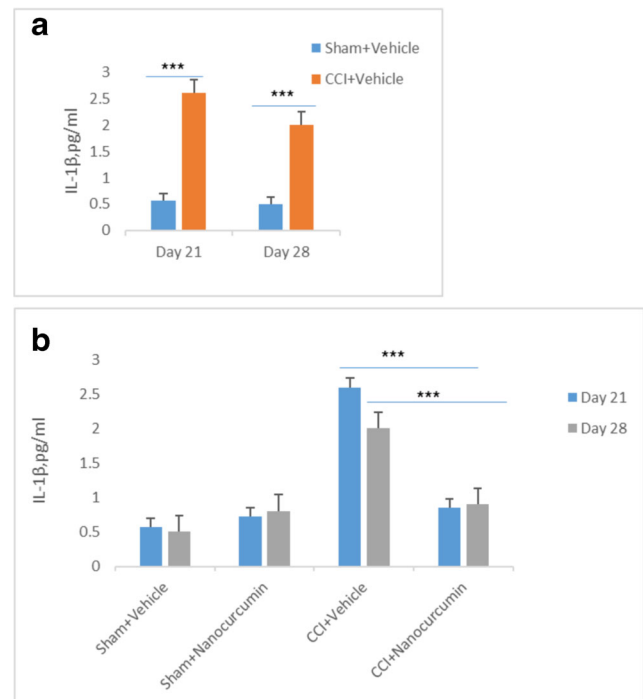 a
Sham+Vehicle
CCI+Vehicle
IL-1β,pg/ml
3
2.5
2
1.5
1
0.5
0
***
***
Day 21
Day 28
b
IL-1β,pg/ml
3
2.5
2
1.5
1
0.5
0
***
***
Day 21
Day 28
Sham+Vehicle
Sham+Nanocurcumin
CCI+Vehicle
CCI+Nanocurcumin